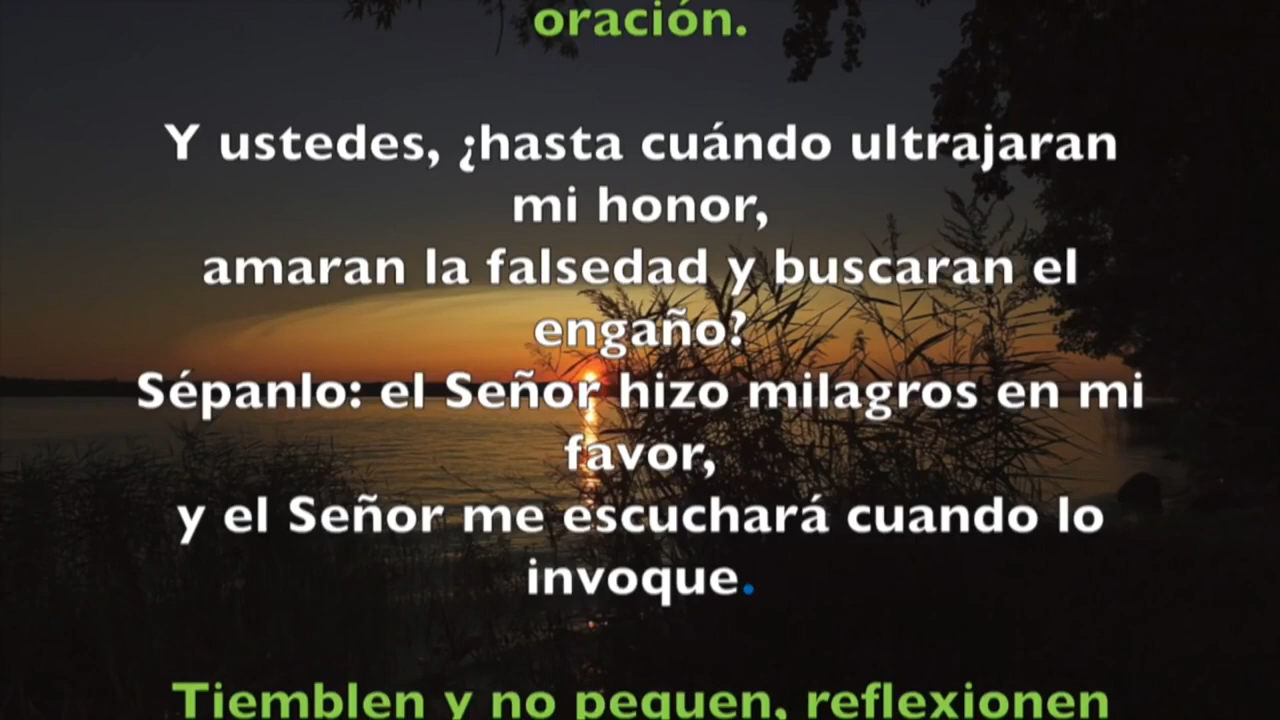 oración.
Y ustedes, ¿hasta cuándo ultrajaran
mi honor,
amaran la falsedad y buscaran el
engaño?
Sépanlo: el Señor hizo milagros en mi
favor,
y el Señor me escuchará cuando lo
invoque.
Tiemblen y no pequen, reflexionen